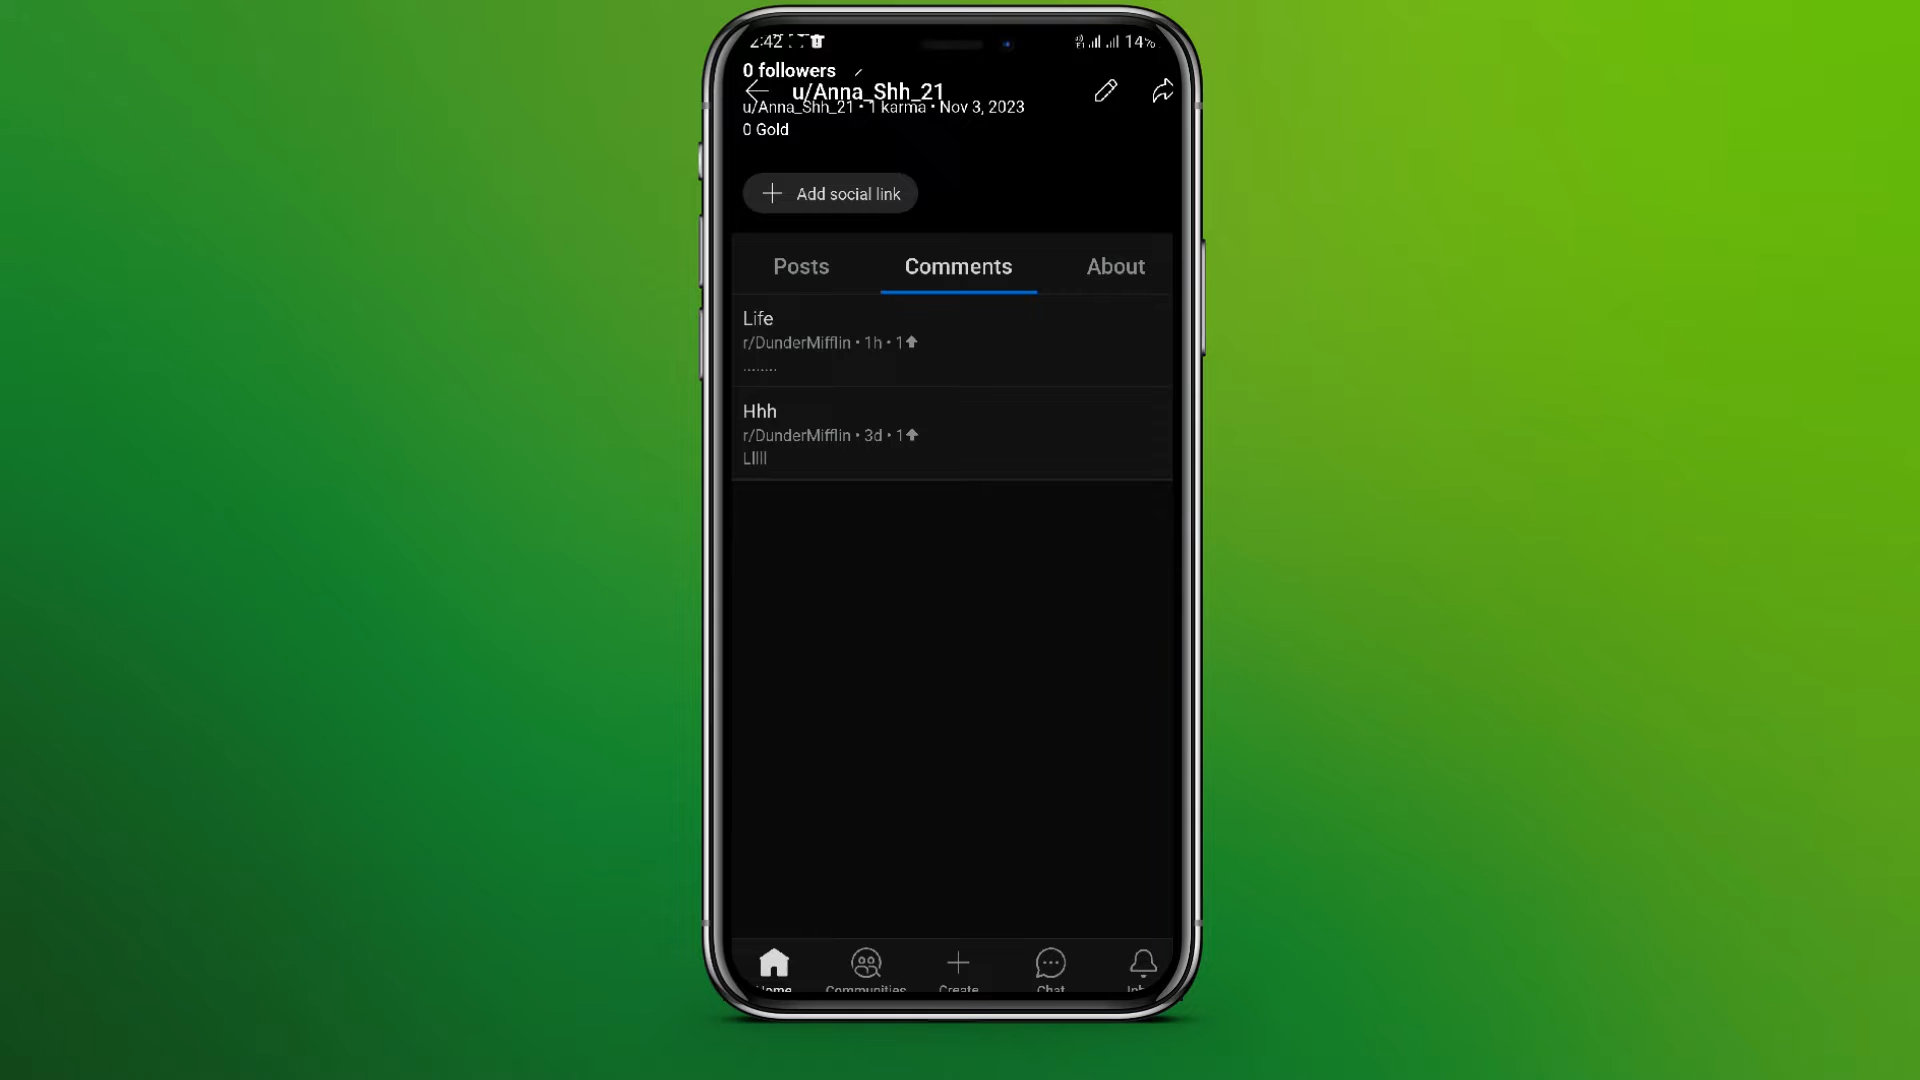 2:42 14%
0 followers
u/Anna_Shh_21
u/Anna_Shh_21 • 1 karma • Nov 3, 2023
0 Gold
Add social link
Posts Comments About
Life
r/DunderMifflin • 1h • 1
........
Hhh
r/DunderMifflin • 3d • 1
Lllll
Home Communities Create Chat